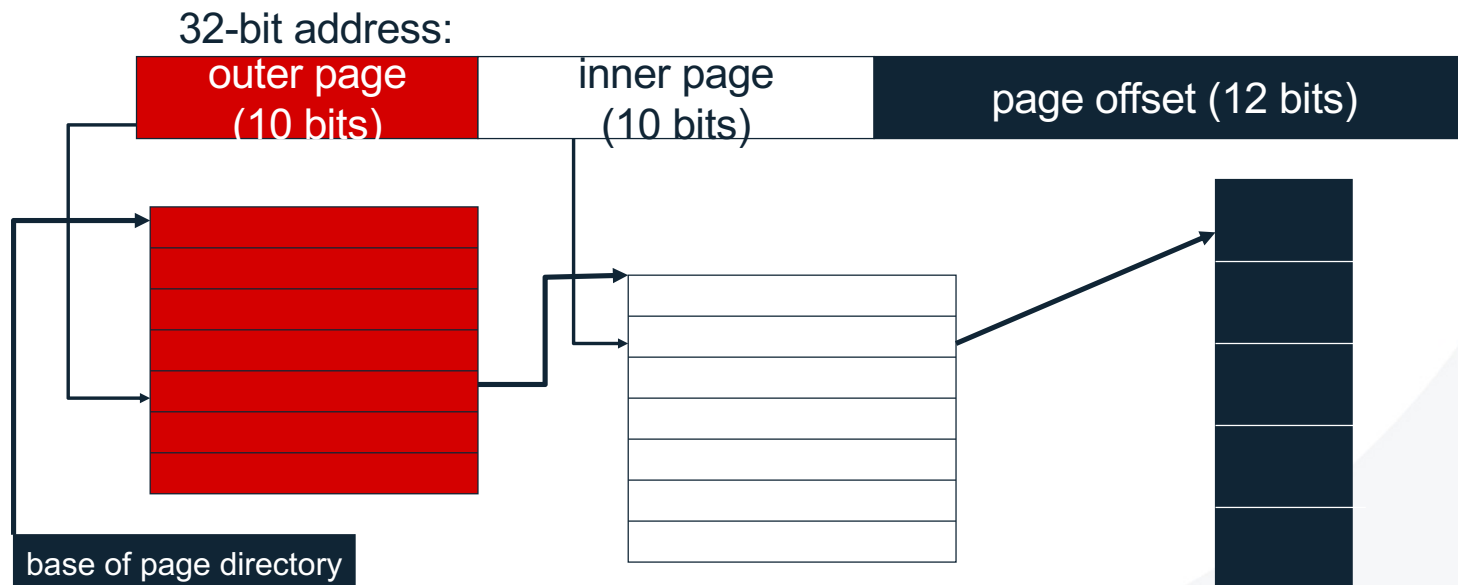 32-bit address:
outer page
(10 bits)
inner page
(10 bits)
page offset (12 bits)
base of page directory